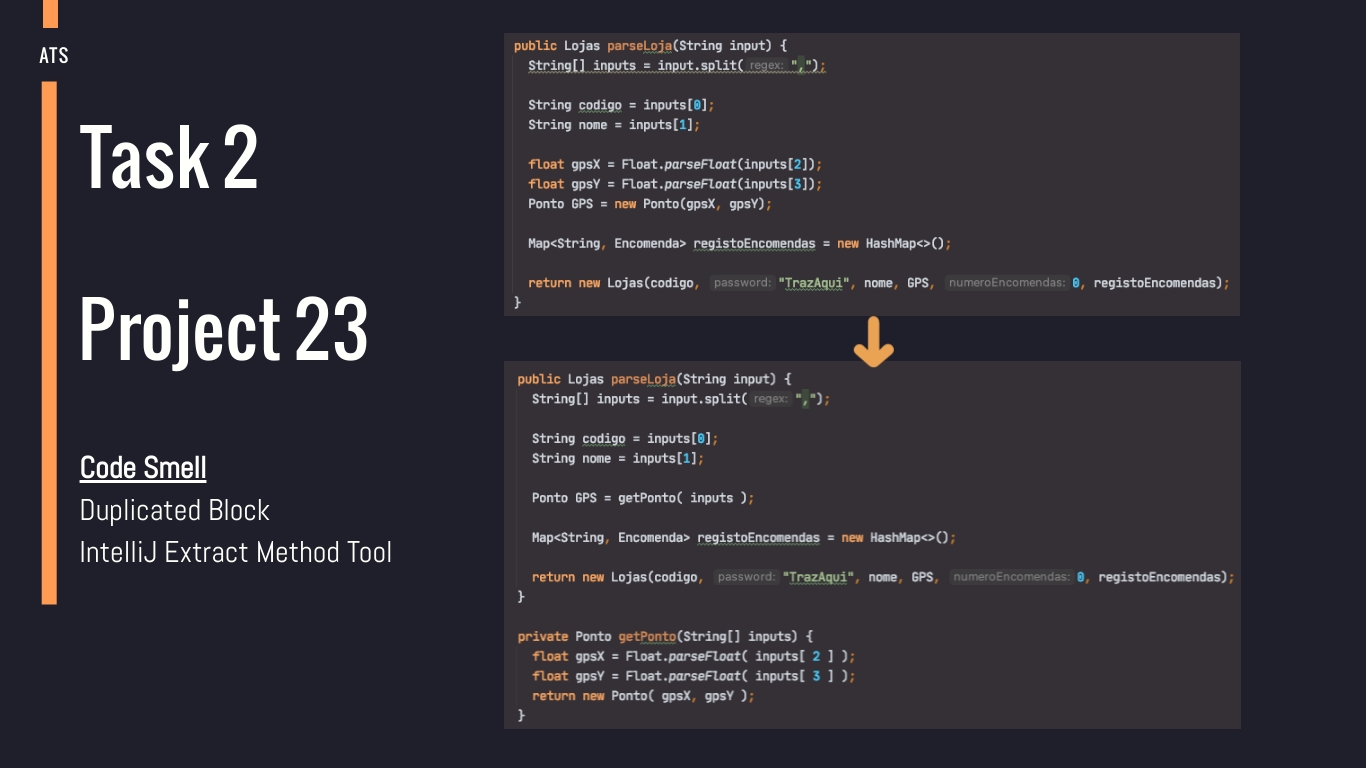 ATS
Task 2
Project 23
Code Smell
Duplicated Block
IntelliJ Extract Method Tool
public Lojas parseLoja(String input) {
String[] inputs = input.split( regex: ",");
String codigo = inputs[0];
String nome = inputs[1];
float gpsX = Float.parseFloat(inputs[2]);
float gpsY = Float.parseFloat(inputs[3]);
Ponto GPS = new Ponto(gpsX, gpsY);
Map<String, Encomenda> registoEncomendas = new HashMap<>();
return new Lojas(codigo, password: "TrazAqui", nome, GPS, numeroEncomendas: 0, registoEncomendas);
}
public Lojas parseLoja(String input) {
String[] inputs = input.split( regex: ",");
String codigo = inputs[0];
String nome = inputs[1];
Ponto GPS = getPonto( inputs );
Map<String, Encomenda> registoEncomendas = new HashMap<>();
return new Lojas(codigo, password: "TrazAqui", nome, GPS, numeroEncomendas: 0, registoEncomendas);
}
private Ponto getPonto(String[] inputs) {
float gpsX = Float.parseFloat( inputs[ 2 ] );
float gpsY = Float.parseFloat( inputs[ 3 ] );
return new Ponto( gpsX, gpsY );
}